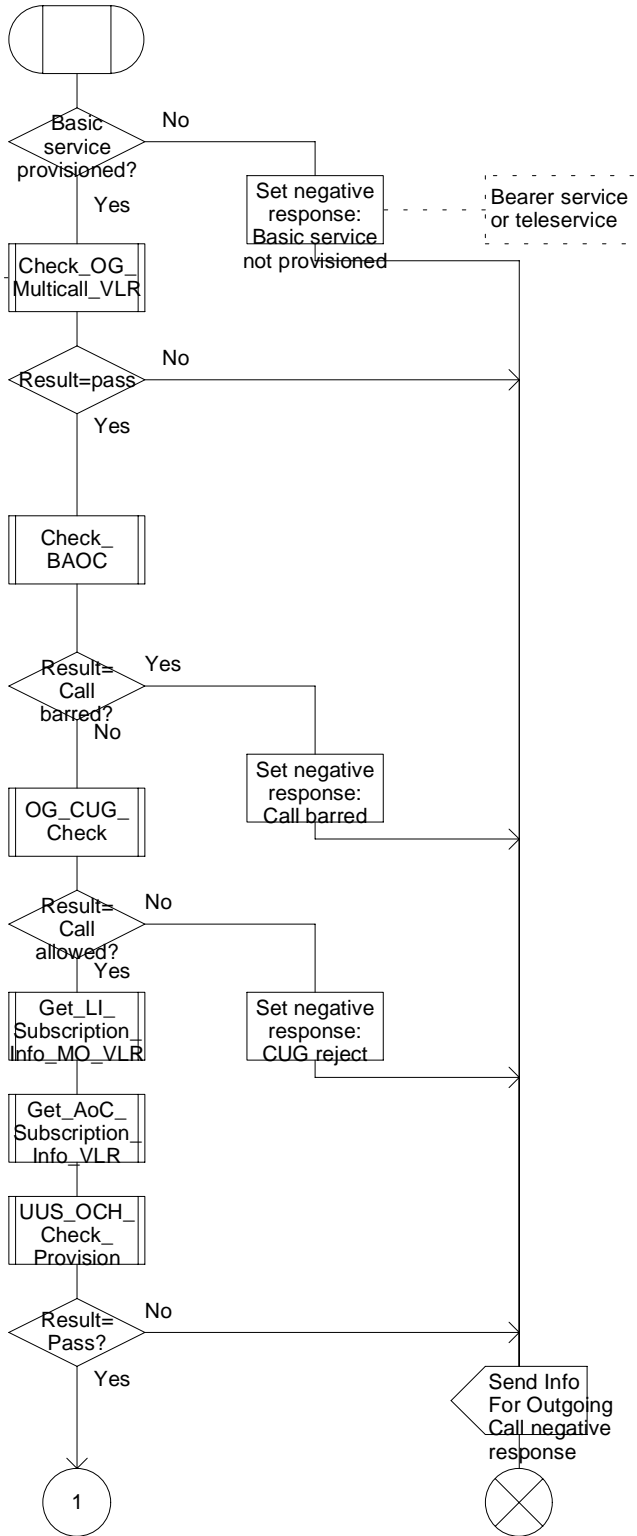 Basic
service
provisioned?
No
Yes
Set negative
response:
Basic service
not provisioned
Bearer service
or teleservice
Check_OG_
Multicall_VLR
Result=pass
No
Yes
Check_
BAOC
Result=
Call
barred?
Yes
No
Set negative
response:
Call barred
OG_CUG_
Check
Result=
Call
allowed?
No
Yes
Set negative
response:
CUG reject
Get_LI_
Subscription_
Info_MO_VLR
Get_AoC_
Subscription_
Info_VLR
UUS_OCH_
Check_
Provision
Result=
Pass?
No
Yes
Send Info
For Outgoing
Call negative
response
1